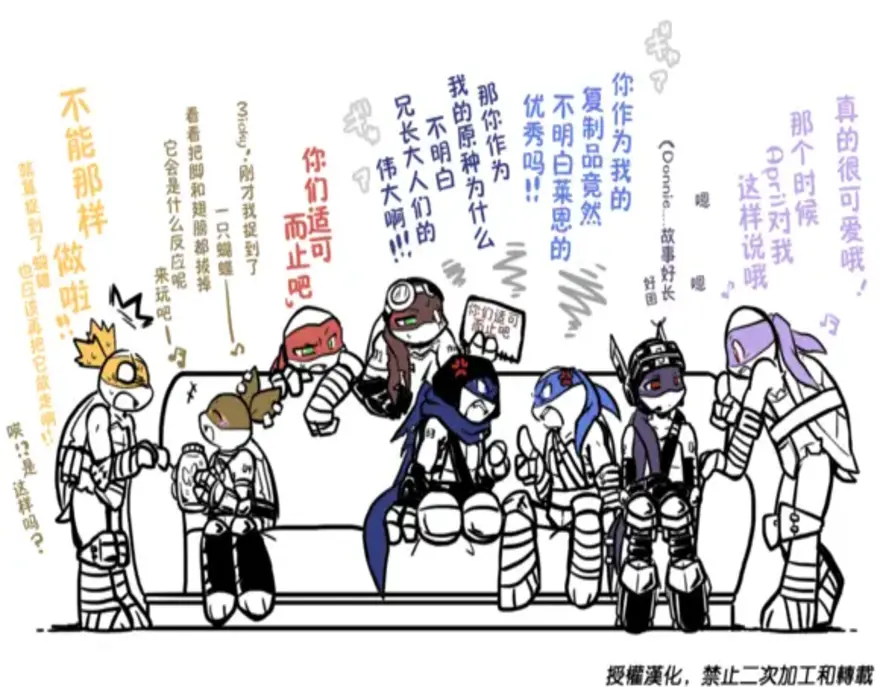 真的很可爱哦！
那个时候
April对我
这样说哦♪
嗯
嗯
《Donnie……故事好长
好困
你作为我的
复制品竟然
不明白莱恩的
优秀吗!!
那你作为
我的原种为什么
不明白
兄长大人们的
伟大啊!!!
你们适可
而止吧
你们适可
而止吧
Micky~刚才我捉到了
一只蝴蝶——♪
看看把脚和翅膀都拔掉
它会是什么反应呢
来玩吧—♪
不能那样
做啦!!
就算捉到了蝴蝶
也应该再把它放走啊!!
唉!?是这样吗?
授權漢化，禁止二次加工和轉載